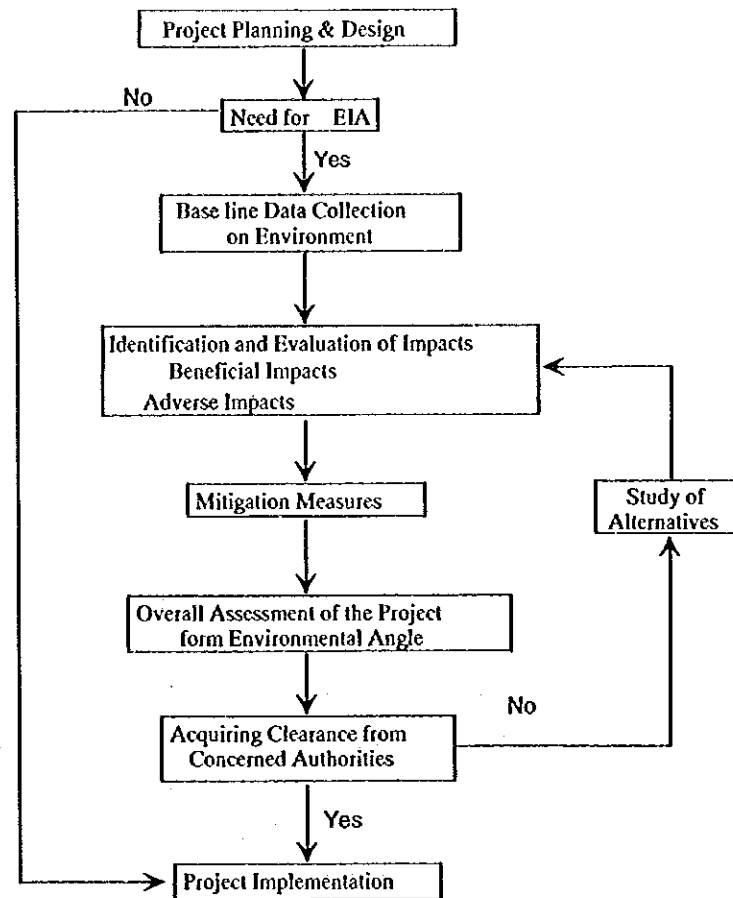 Project Planning & Design
No
Need for EIA
Yes
Base line Data Collection
on Environment
Identification and Evaluation of Impacts
Beneficial Impacts
Adverse Impacts
Mitigation Measures
Study of
Alternatives
Overall Assessment of the Project
form Environmental Angle
No
Acquiring Clearance from
Concerned Authorities
Yes
Project Implementation